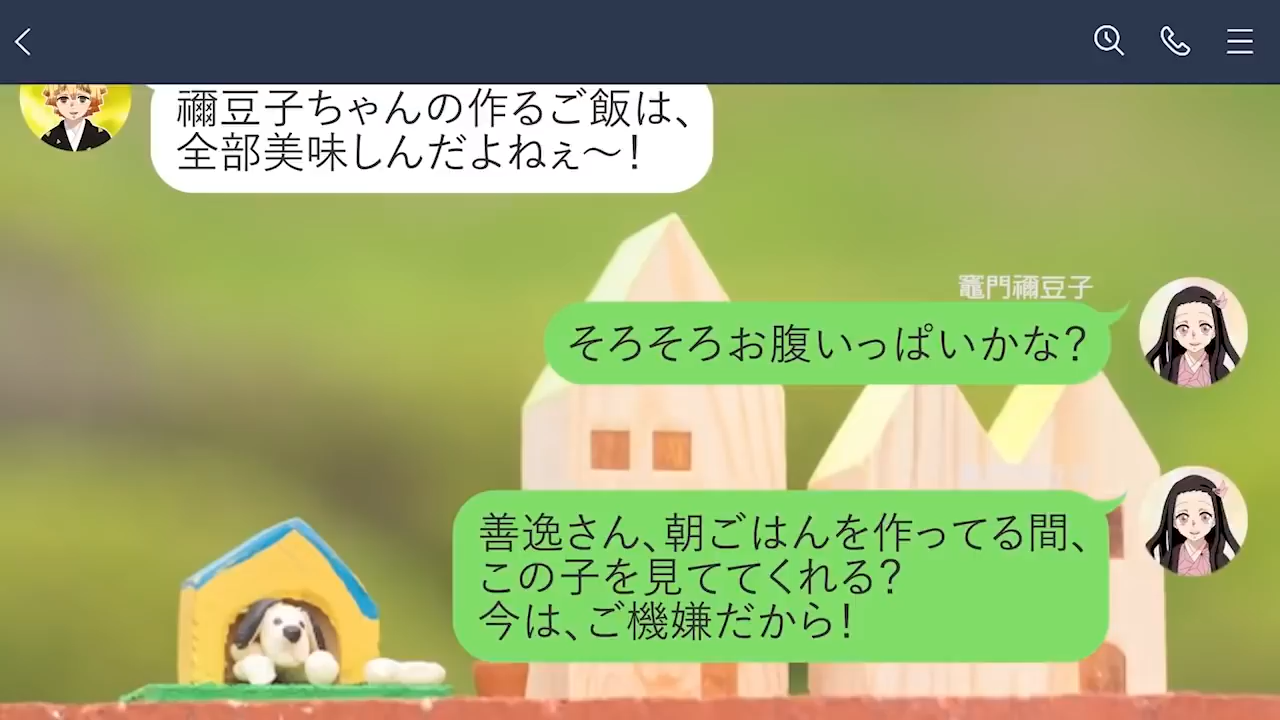 禰豆子ちゃんの作るご飯は、
全部美味しんだよねぇ〜！
竈門禰豆子
そろそろお腹いっぱいかな？
善逸さん、朝ごはんを作ってる間、
この子を見ててくれる？
今は、ご機嫌だから！